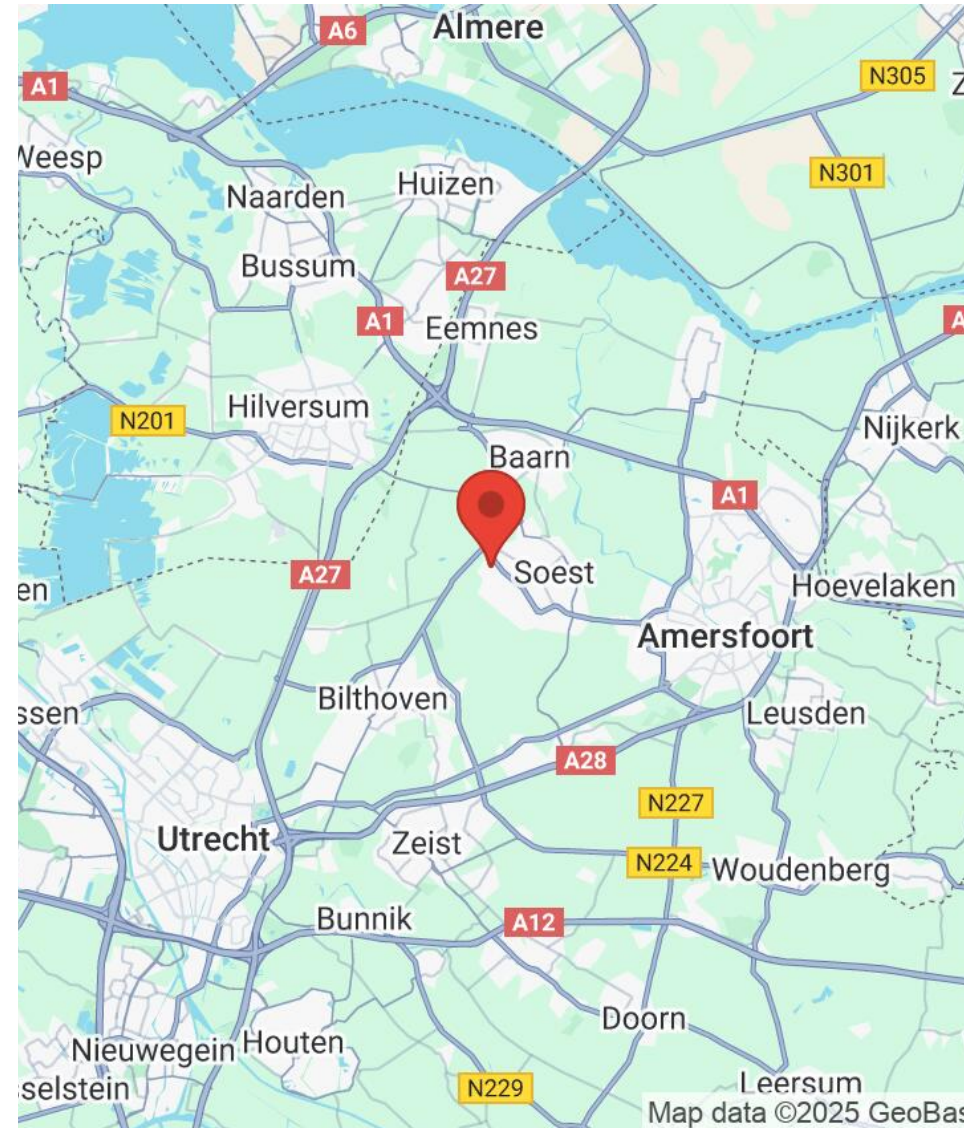 A6
Almere
A1
N305
Z
Weesp
N301
Naarden
Huizen
Bussum
A27
A1
Eemnes
A
N201
Hilversum
Nijkerk
Baarn
A1
A27
Soest
en
Hoevelaken
Amersfoort
Bilthoven
ssen
Leusden
A28
N227
Utrecht
Zeist
N224
Woudenberg
Bunnik
A12
Doorn
Nieuwegein
Houten
sselstein
N229
Leersum
Map data ©2025 GeoBas